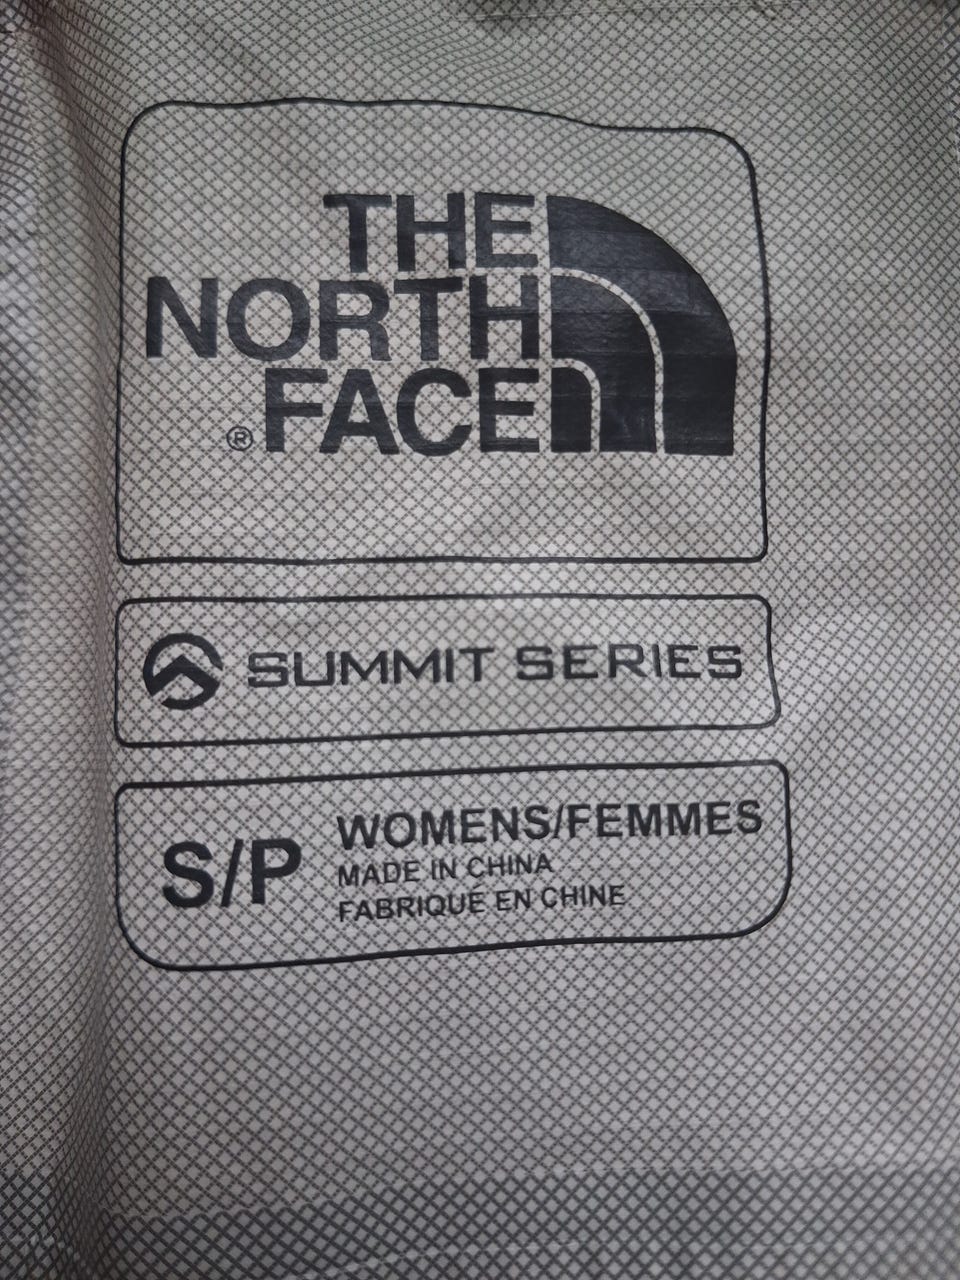 THE
NORTH
FACE
®
SUMMIT SERIES
S/P
WOMENS/FEMMES
MADE IN CHINA
FABRIQUÉ EN CHINE